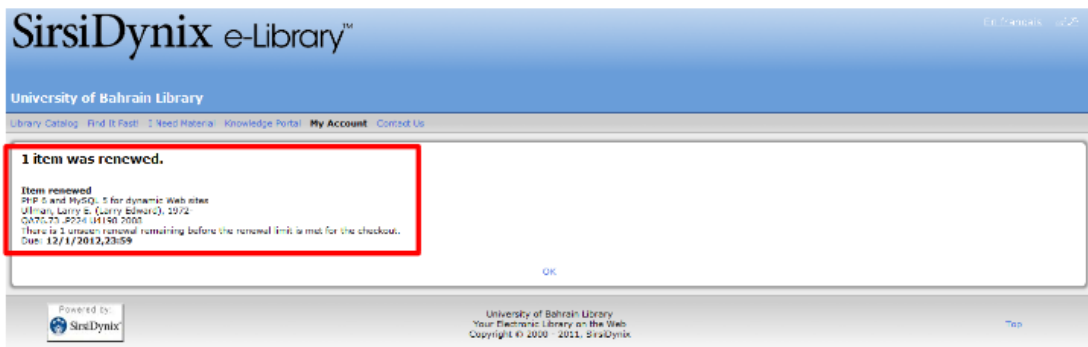 SirsiDynix e-Library™
En français
University of Bahrain Library
Library Catalog Find It Fast! I Need Material Knowledge Portal My Account Contact Us
1 item was renewed.
Item renewed
PHP 6 and MySQL 5 for dynamic Web sites
Ullman, Larry E. (Larry Edward), 1972-
QA76.73 .P224 U4198 2008
There is 1 unseen renewal remaining before the renewal limit is met for the checkout.
Due: 12/1/2012,23:59
OK
Powered by:
SirsiDynix
University of Bahrain Library
Your Electronic Library on the Web
Copyright © 2000 - 2011, SirsiDynix
Top